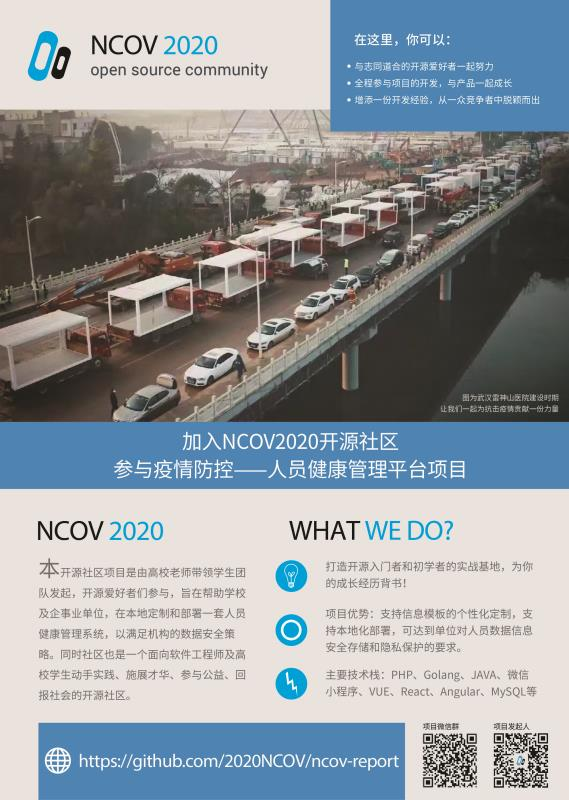 NCOV 2020
open source community
在这里，你可以：
• 与志同道合的开源爱好者一起努力
• 全程参与项目的开发，与产品一起成长
• 增添一份开发经验，从一众竞争者中脱颖而出
图为武汉雷神山医院建设时期
让我们一起为抗击疫情贡献一份力量
加入NCOV2020开源社区
参与疫情防控——人员健康管理平台项目
NCOV 2020
本开源社区项目是由高校老师带领学生团
队发起，开源爱好者们参与，旨在帮助学校
及企事业单位，在本地定制和部署一套人员
健康管理系统，以满足机构的数据安全策
略。同时社区也是一个面向软件工程师及高
校学生动手实践、施展才华、参与公益、回
报社会的开源社区。
WHAT WE DO?
打造开源入门者和初学者的实战基地，为你
的成长经历背书！
项目优势：支持信息模板的个性化定制，支
持本地化部署，可达到单位对人员数据信息
安全存储和隐私保护的要求。
主要技术栈：PHP、Golang、JAVA、微信
小程序、VUE、React、Angular、MySQL等
https://github.com/2020NCOV/ncov-report
项目微信群
项目发起人